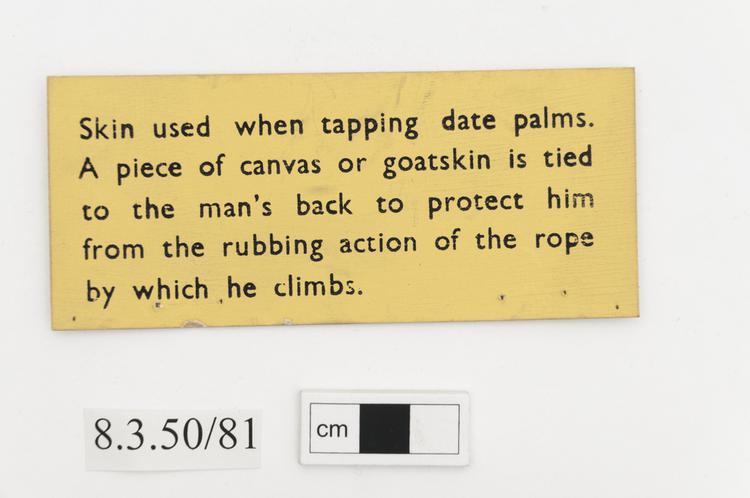 Skin used when tapping date palms.
A piece of canvas or goatskin is tied
to the man's back to protect him
from the rubbing action of the rope
by which he climbs.
8.3.50/81
cm